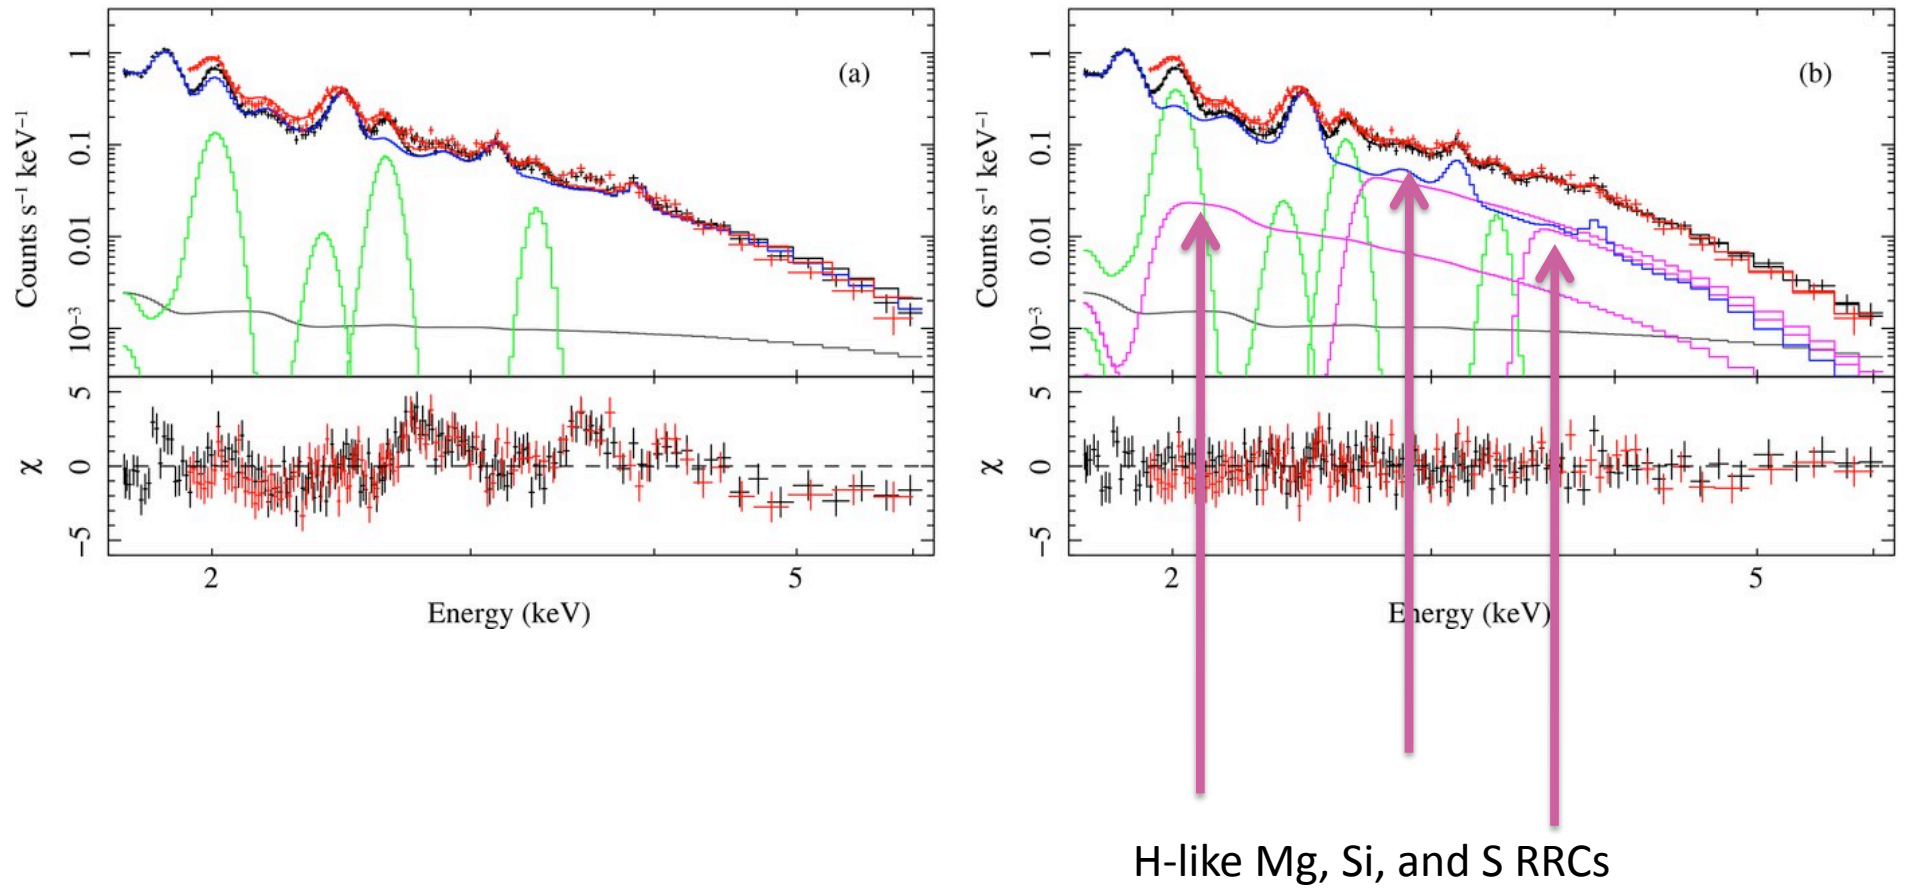 (a)
Counts s⁻¹ keV⁻¹
1
0.1
0.01
10⁻³
χ
5
0
−5
2
5
Energy (keV)
(b)
Counts s⁻¹ keV⁻¹
1
0.1
0.01
10⁻³
χ
5
0
−5
2
5
Energy (keV)
H-like Mg, Si, and S RRCs